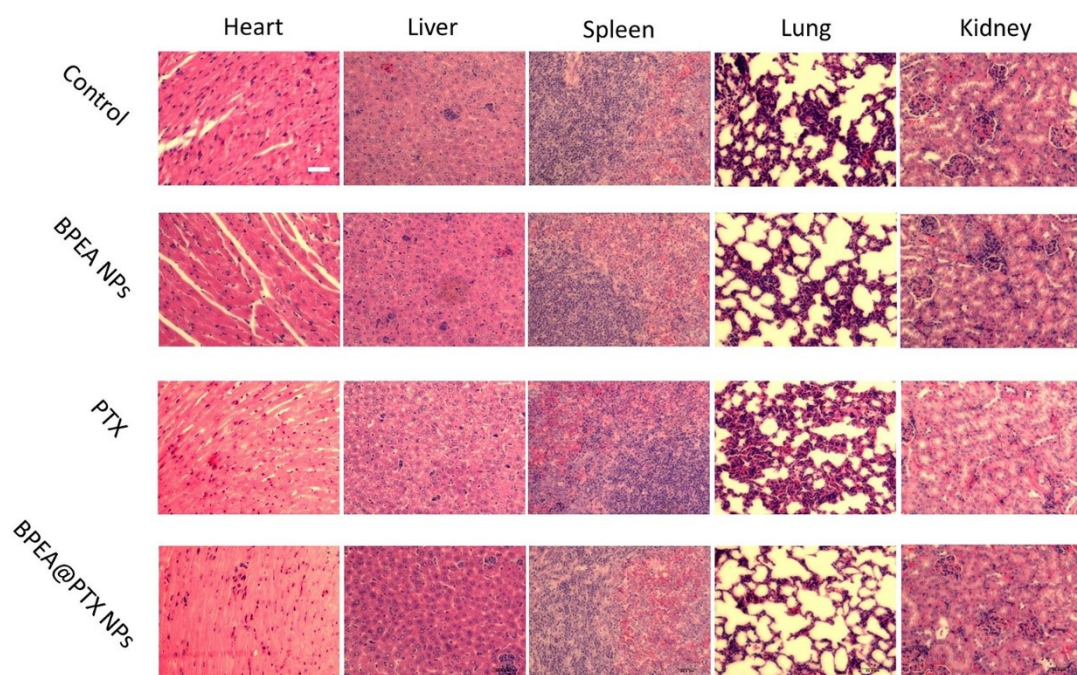 Heart Liver Spleen Lung Kidney
Control
BPEA NPs
PTX
BPEA@PTX NPs